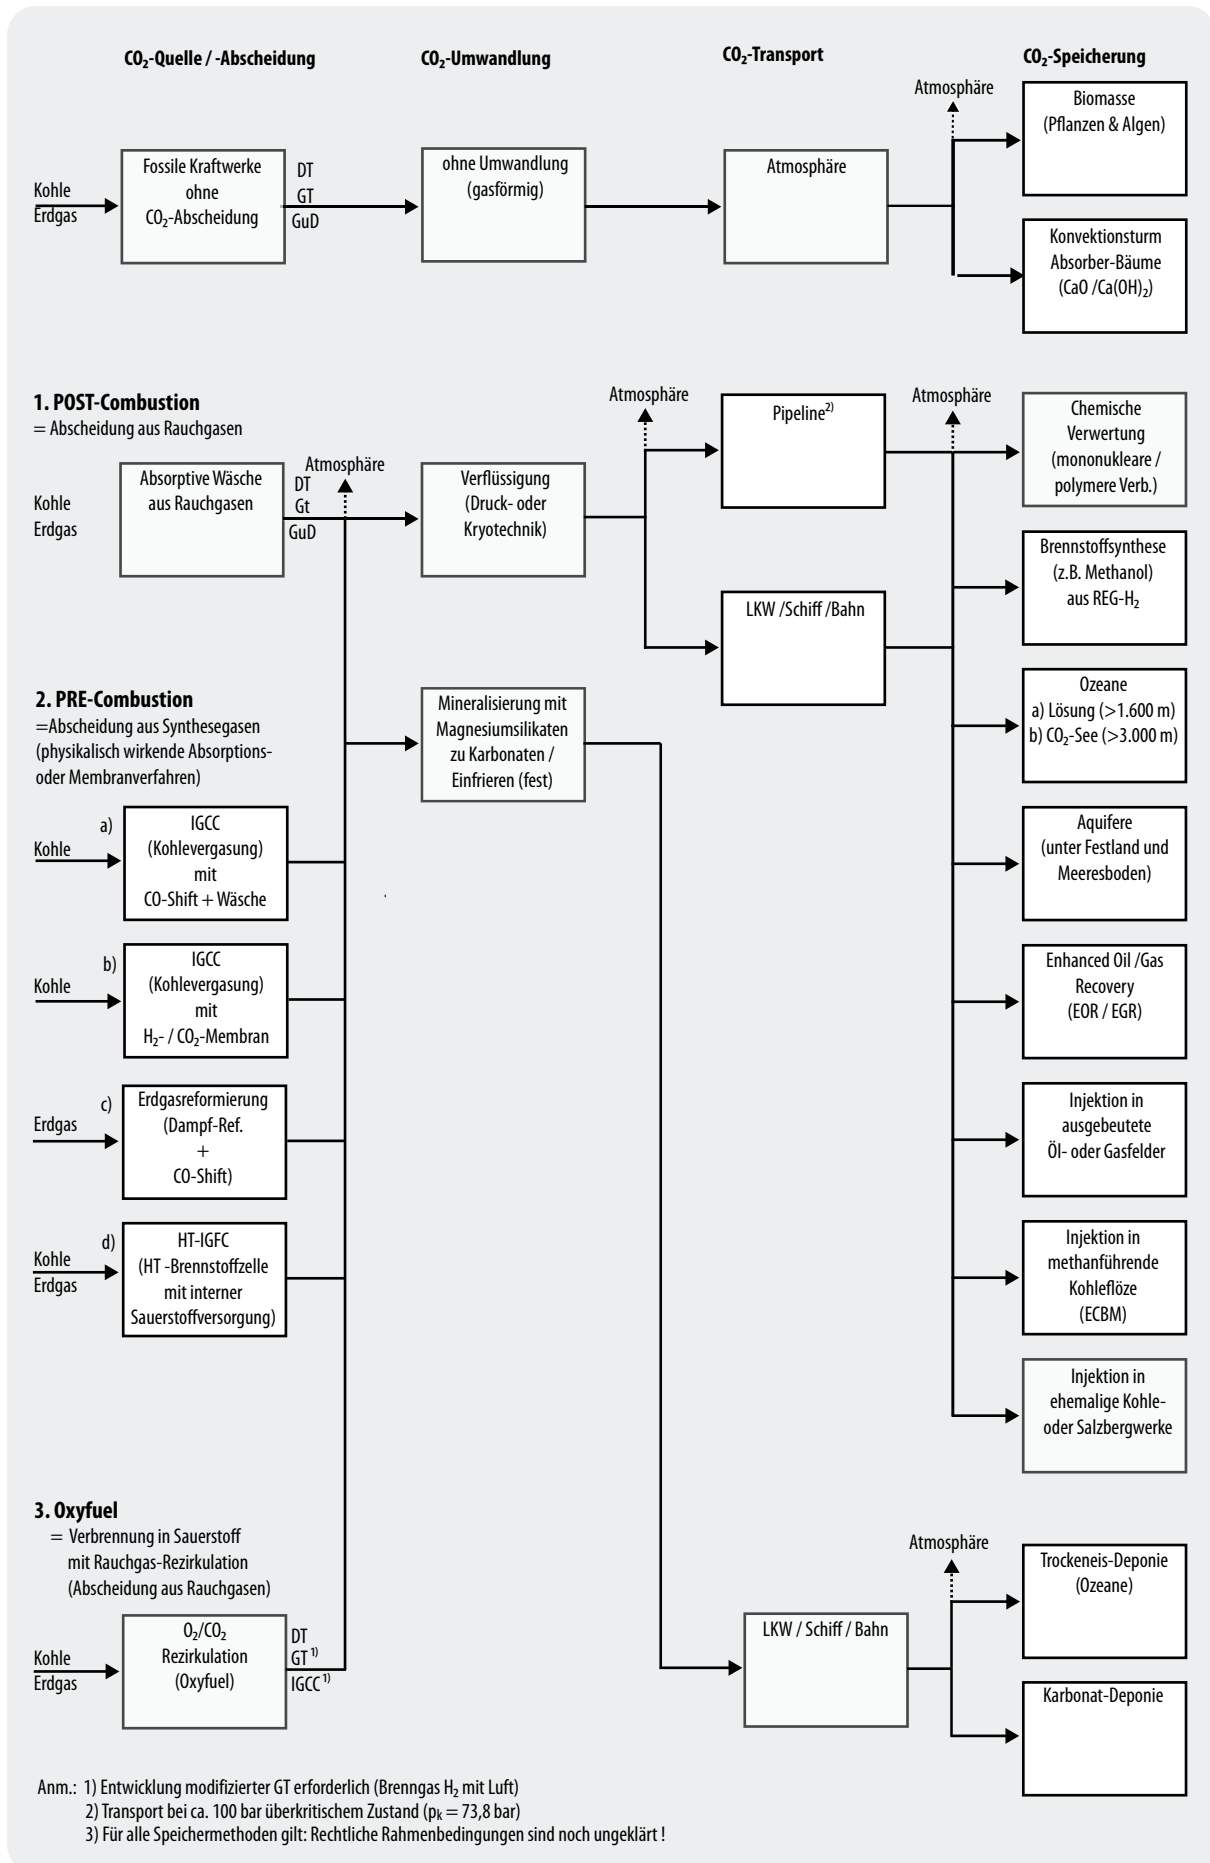 CO₂-Quelle / -Abscheidung
CO₂-Umwandlung
CO₂-Transport
CO₂-Speicherung
Kohle
Erdgas
Fossile Kraftwerke
ohne
CO₂-Abscheidung
DT
GT
GuD
ohne Umwandlung
(gasförmig)
Atmosphäre
Atmosphäre
Biomasse
(Pflanzen & Algen)
Konvektionsturm
Absorber-Bäume
(CaO /Ca(OH)₂)
1. POST-Combustion
= Abscheidung aus Rauchgasen
Kohle
Erdgas
Absorptive Wäsche
aus Rauchgasen
DT
Gt
GuD
Atmosphäre
Verflüssigung
(Druck- oder
Kryotechnik)
Atmosphäre
Pipeline²⁾
LKW /Schiff /Bahn
Atmosphäre
Chemische
Verwertung
(mononukleare /
polymere Verb.)
Brennstoffsynthese
(z.B. Methanol)
aus REG-H₂
Ozeane
a) Lösung (>1.600 m)
b) CO₂-See (>3.000 m)
Aquifere
(unter Festland und
Meeresboden)
Enhanced Oil /Gas
Recovery
(EOR / EGR)
Injektion in
ausgebeutete
Öl- oder Gasfelder
Injektion in
methanführende
Kohleflöze
(ECBM)
Injektion in
ehemalige Kohle-
oder Salzbergwerke
2. PRE-Combustion
=Abscheidung aus Synthesegasen
(physikalisch wirkende Absorptions-
oder Membranverfahren)
Mineralisierung mit
Magnesiumsilikaten
zu Karbonaten /
Einfrieren (fest)
a)
Kohle
IGCC
(Kohlevergasung)
mit
CO-Shift + Wäsche
b)
Kohle
IGCC
(Kohlevergasung)
mit
H₂- / CO₂-Membran
c)
Erdgas
Erdgasreformierung
(Dampf-Ref.
+
CO-Shift)
d)
Kohle
Erdgas
HT-IGFC
(HT -Brennstoffzelle
mit interner
Sauerstoffversorgung)
3. Oxyfuel
= Verbrennung in Sauerstoff
mit Rauchgas-Rezirkulation
(Abscheidung aus Rauchgasen)
Kohle
Erdgas
O₂/CO₂
Rezirkulation
(Oxyfuel)
DT
GT ¹⁾
IGCC ¹⁾
LKW / Schiff / Bahn
Atmosphäre
Trockeneis-Deponie
(Ozeane)
Karbonat-Deponie
Anm.: 1) Entwicklung modifizierter GT erforderlich (Brenngas H₂ mit Luft)
2) Transport bei ca. 100 bar überkritischem Zustand (pₖ = 73,8 bar)
3) Für alle Speichermethoden gilt: Rechtliche Rahmenbedingungen sind noch ungeklärt !